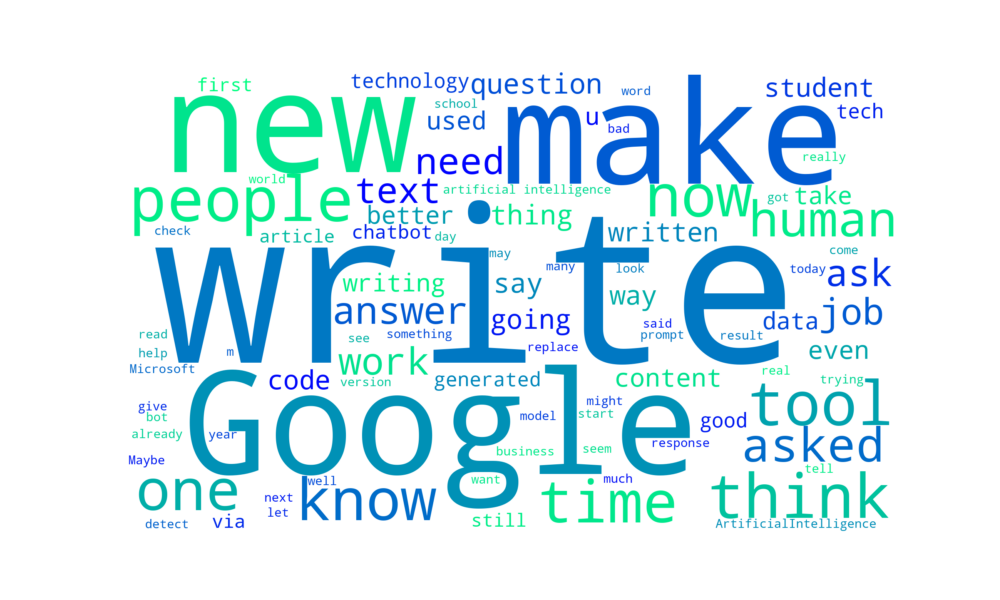 first technology question word student
new school used u make tech
bad
need really
people world text artificial intelligence now got take
better thing human
check article chatbot day written come
write may
many look today ask
writing say way
answer going said data job
read see something prompt result
help m work replace even
Microsoft code version generated content real trying
Google tool
give might
bot model start good
already year response asked
Maybe business seem
one well want much tell think
next know time
let
detect via still ArtificialIntelligence